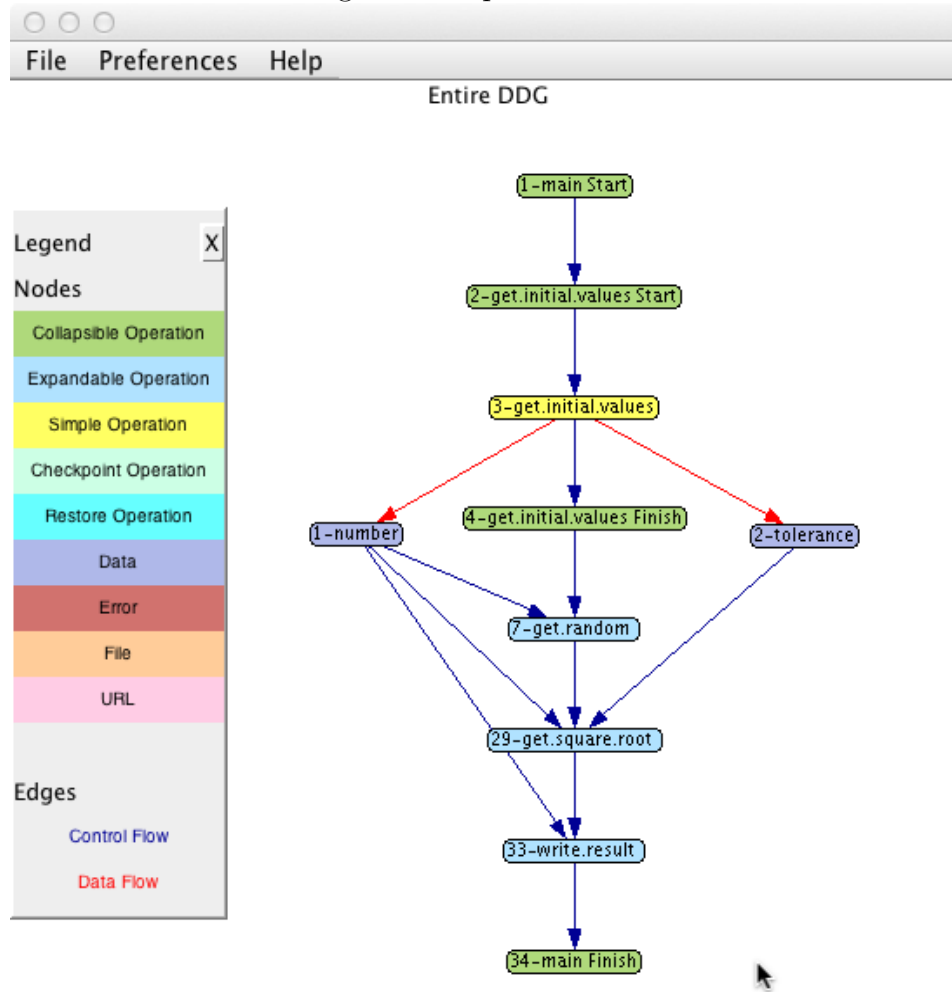 File Preferences Help
Entire DDG
Legend X
Nodes
Collapsible Operation
Expandable Operation
Simple Operation
Checkpoint Operation
Restore Operation
Data
Error
File
URL
Edges
Control Flow
Data Flow
1-main Start
2-get.initial.values Start
3-get.initial.values
4-get.initial.values Finish
1-number
2-tolerance
7-get.random
29-get.square.root
33-write.result
34-main Finish